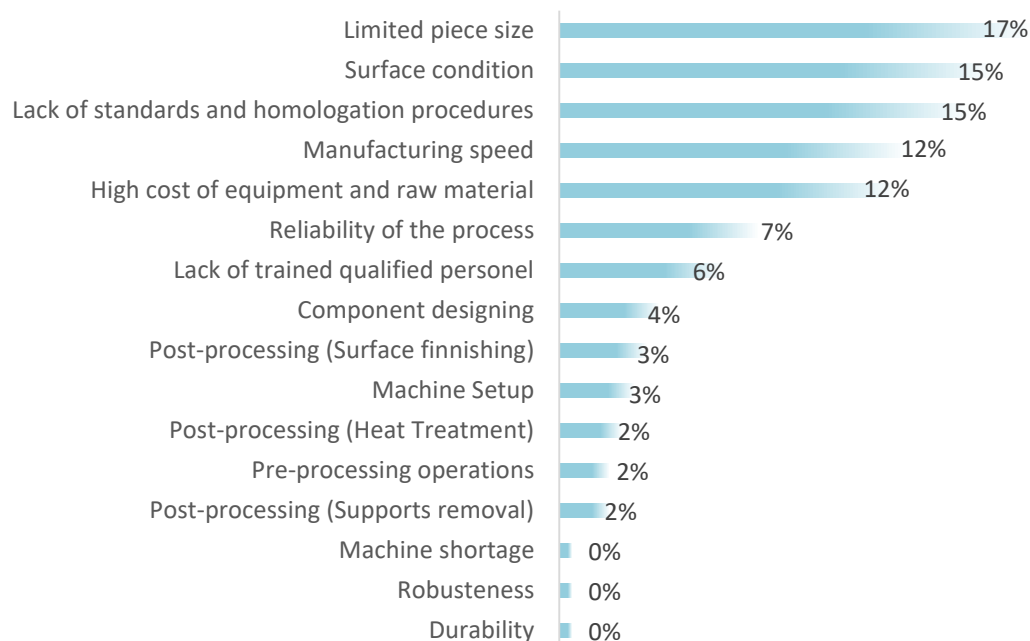 Limited piece size 17%
Surface condition 15%
Lack of standards and homologation procedures 15%
Manufacturing speed 12%
High cost of equipment and raw material 12%
Reliability of the process 7%
Lack of trained qualified personel 6%
Component designing 4%
Post-processing (Surface finnishing) 3%
Machine Setup 3%
Post-processing (Heat Treatment) 2%
Pre-processing operations 2%
Post-processing (Supports removal) 2%
Machine shortage 0%
Robusteness 0%
Durability 0%